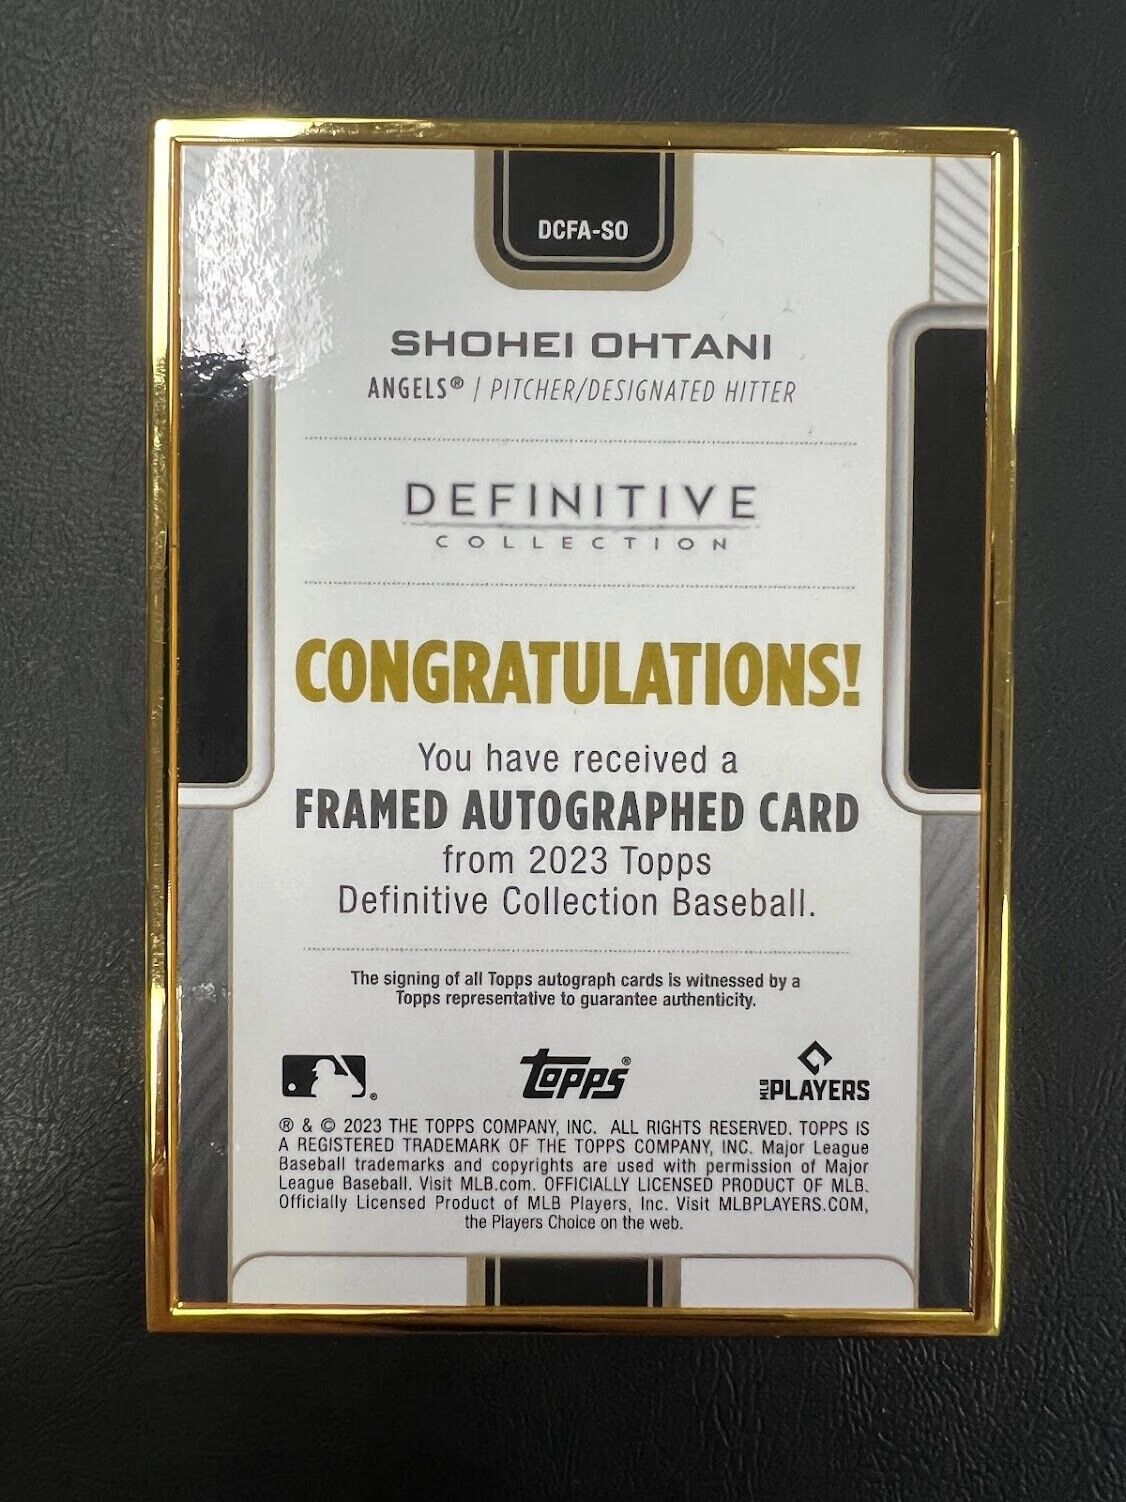 DCFA-SO
SHOHEI OHTANI
ANGELS® | PITCHER/DESIGNATED HITTER
DEFINITIVE
COLLECTION
CONGRATULATIONS!
You have received a
FRAMED AUTOGRAPHED CARD
from 2023 Topps
Definitive Collection Baseball.
The signing of all Topps autograph cards is witnessed by a
Topps representative to guarantee authenticity.
®
Topps®
MLB PLAYERS
® & © 2023 THE TOPPS COMPANY, INC. ALL RIGHTS RESERVED. TOPPS IS
A REGISTERED TRADEMARK OF THE TOPPS COMPANY, INC. Major League
Baseball trademarks and copyrights are used with permission of Major
League Baseball. Visit MLB.com. OFFICIALLY LICENSED PRODUCT OF MLB.
Officially Licensed Product of MLB Players, Inc. Visit MLBPLAYERS.COM,
the Players Choice on the web.